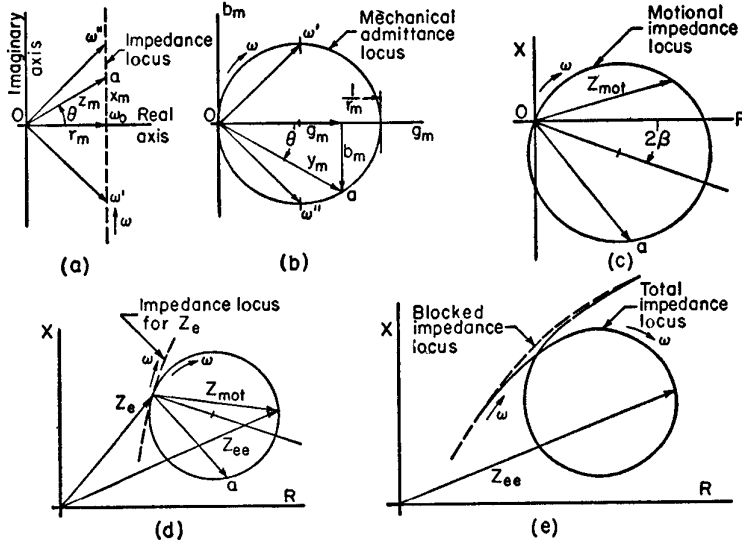 Imaginary
axis
ω"
Impedance
locus
a
z_m
x_m
θ
O
r_m
ω_0
Real
axis
ω'
ω
(a)
b_m
ω'
Mechanical
admittance
locus
ω
1/r_m
O
θ
g_m
g_m
b_m
y_m
a
ω"
(b)
X
Motional
impedance
locus
ω
Z_mot
O
R
2β
a
(c)
Impedance locus
for Z_e
X
ω
ω
Z_e
Z_mot
Z_ee
a
R
(d)
X
Blocked
impedance
locus
Total
impedance
locus
ω
ω
Z_ee
R
(e)